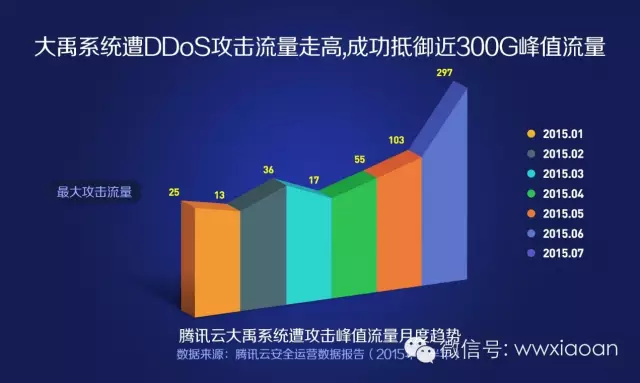 大禹系统遭DDoS攻击流量走高,成功抵御近300G峰值流量
297
103
55
36
17
25
13
最大攻击流量
2015.01
2015.02
2015.03
2015.04
2015.05
2015.06
2015.07
腾讯云大禹系统遭攻击峰值流量月度趋势
数据来源：腾讯云安全运营数据报告（2015
微信号: wwxiaoan